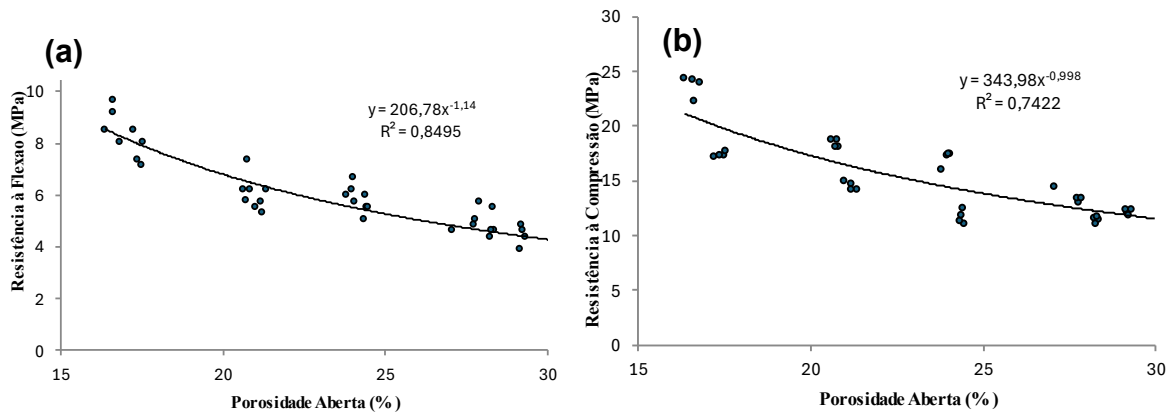 (a)
Resistência à Flexao (MPa)
10
8
6
4
2
0
y = 206,78x-1,14
R² = 0,8495
15 20 25 30
Porosidade Aberta (%)
(b)
Resistência à Compressão (MPa)
30
25
20
15
10
5
0
y = 343,98x-0,998
R² = 0,7422
15 20 25 30
Porosidade Aberta (%)